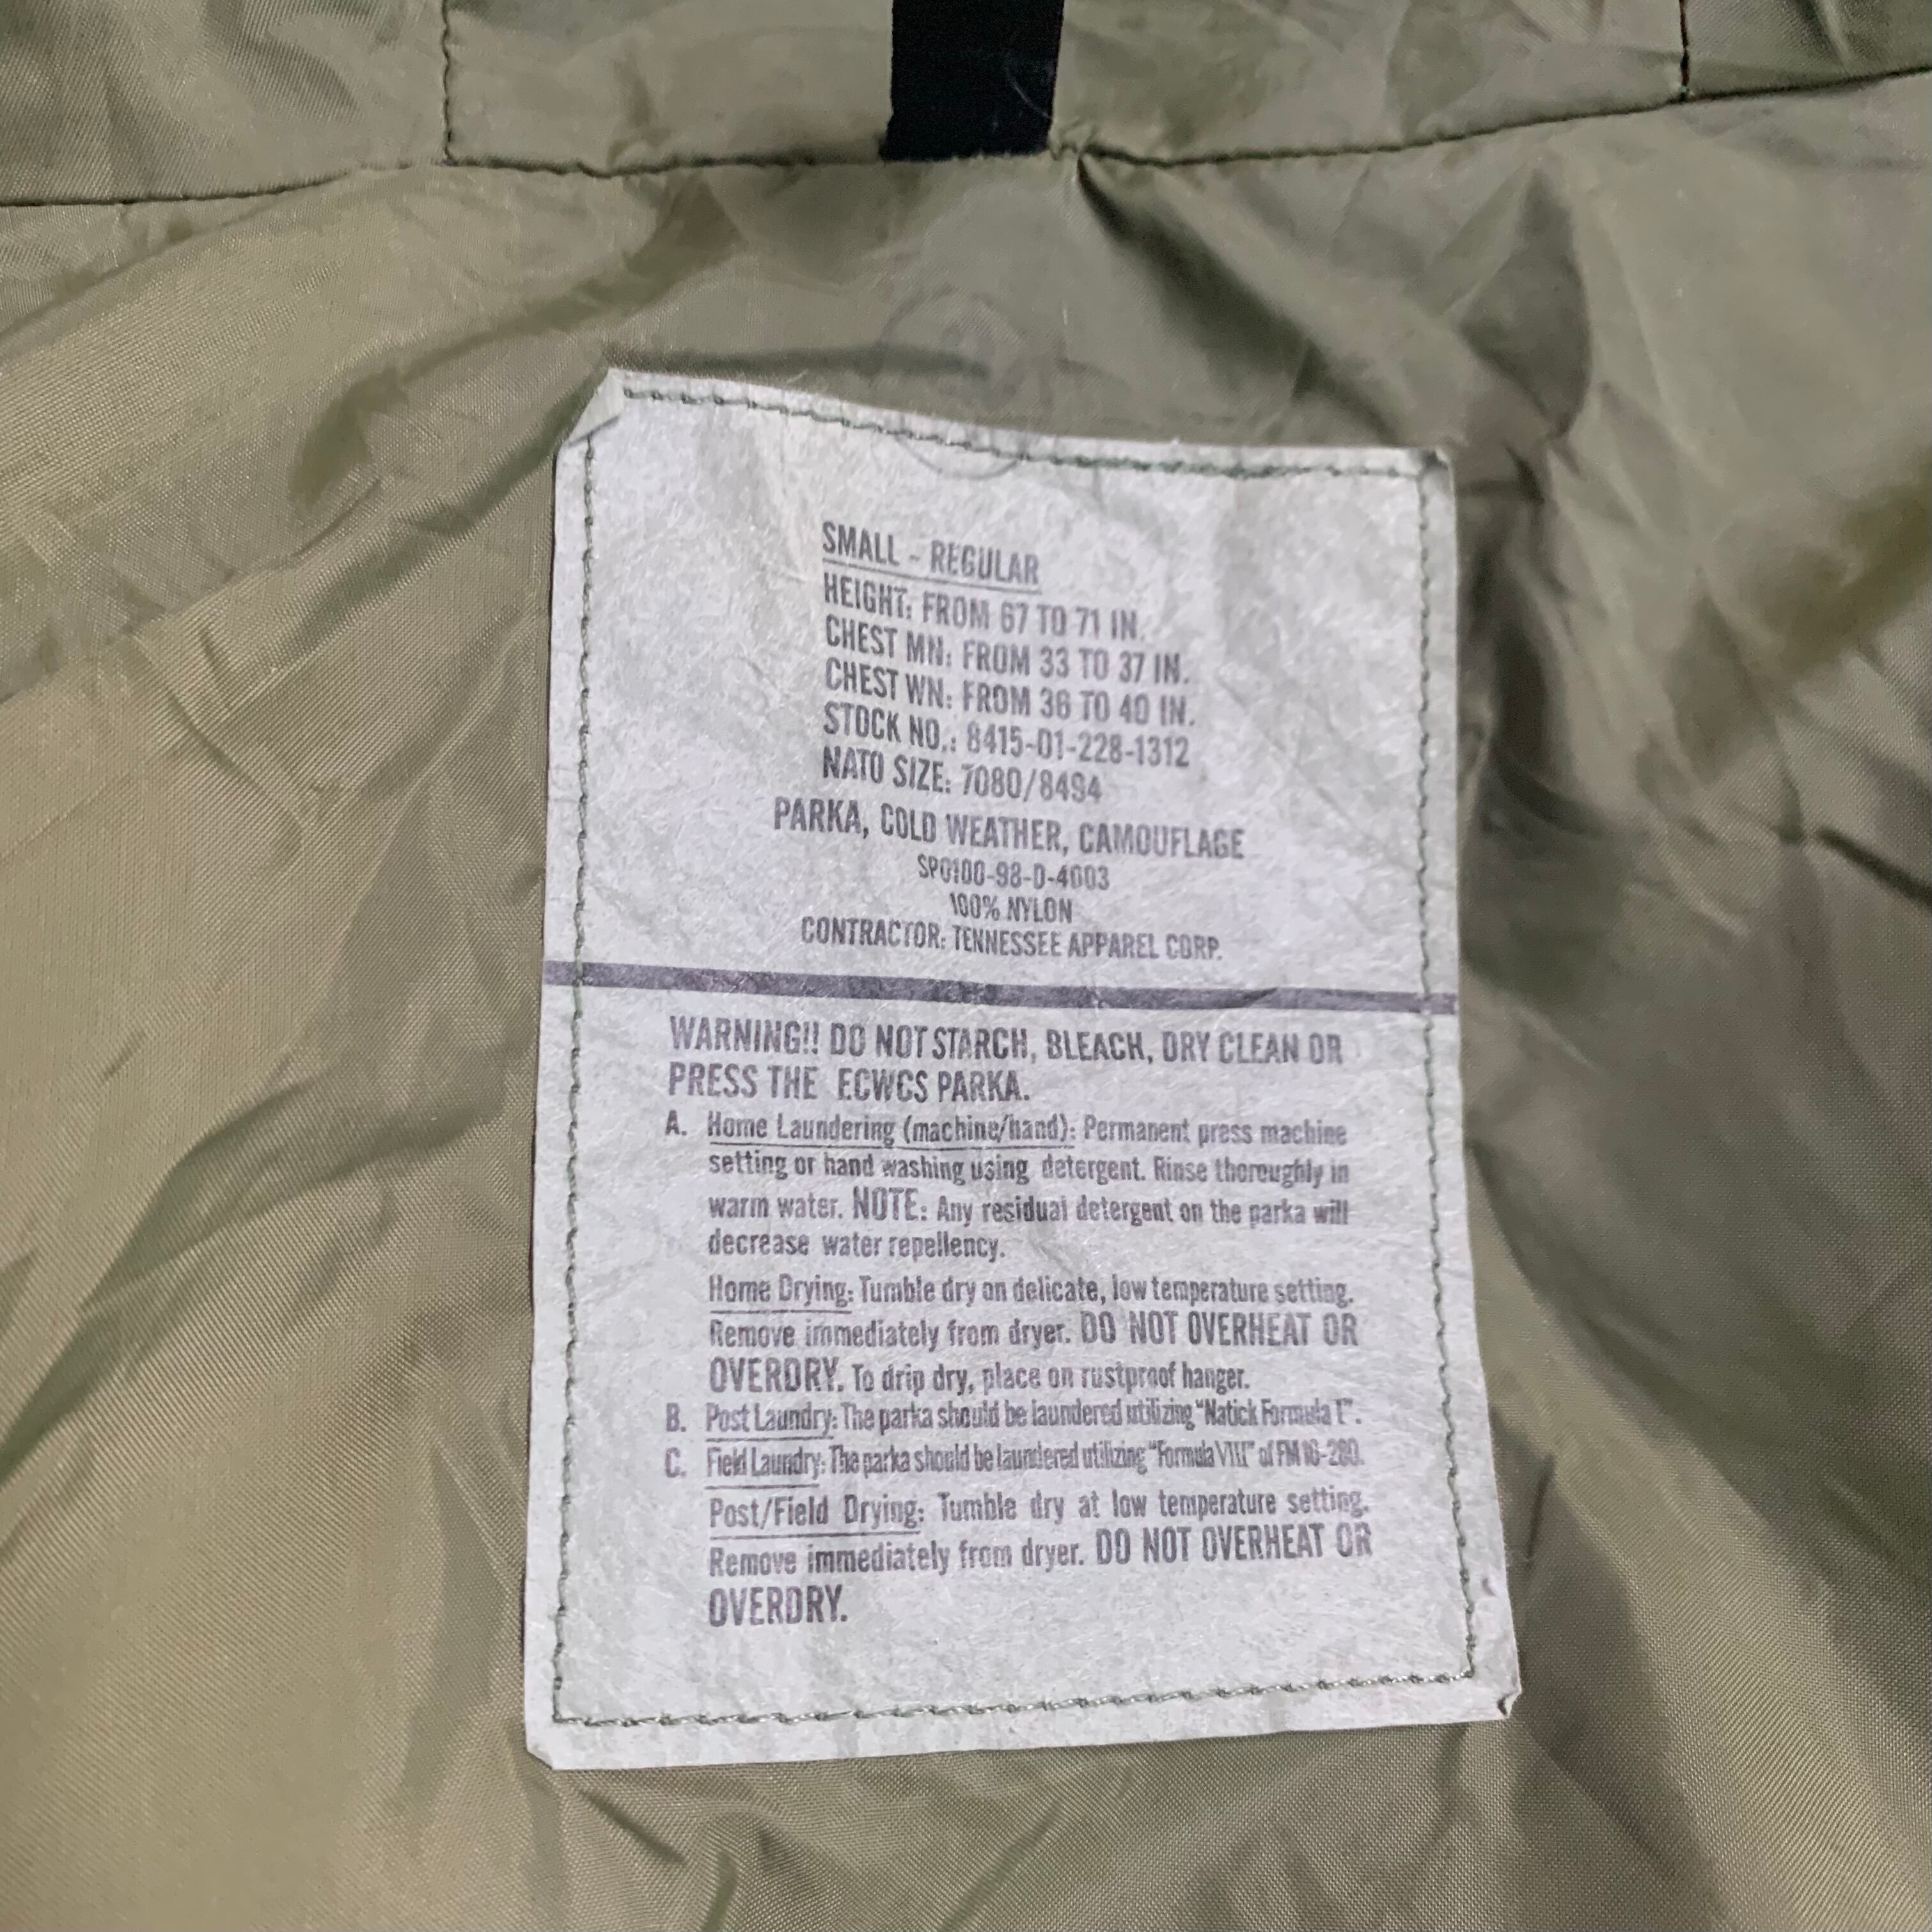 SMALL - REGULAR
HEIGHT: FROM 67 TO 71 IN.
CHEST MN: FROM 33 TO 37 IN.
CHEST WN: FROM 36 TO 40 IN.
STOCK NO.: 8415-01-228-1312
NATO SIZE: 7080/8494
PARKA, COLD WEATHER, CAMOUFLAGE
SPO100-98-D-4003
100% NYLON
CONTRACTOR: TENNESSEE APPAREL CORP.
WARNING!! DO NOT STARCH, BLEACH, DRY CLEAN OR
PRESS THE ECWCS PARKA.
A. Home Laundering (machine/hand): Permanent press machine
setting or hand washing using detergent. Rinse thoroughly in
warm water. NOTE: Any residual detergent on the parka will
decrease water repellency.
Home Drying: Tumble dry on delicate, low temperature setting.
Remove immediately from dryer. DO NOT OVERHEAT OR
OVERDRY. To drip dry, place on rustproof hanger.
B. Post Laundry: The parka should be laundered utilizing "Natick Formula I".
C. Field Laundry: The parka should be laundered utilizing "Formula VIII" of FM 10-280.
Post/Field Drying: Tumble dry at low temperature setting.
Remove immediately from dryer. DO NOT OVERHEAT OR
OVERDRY.